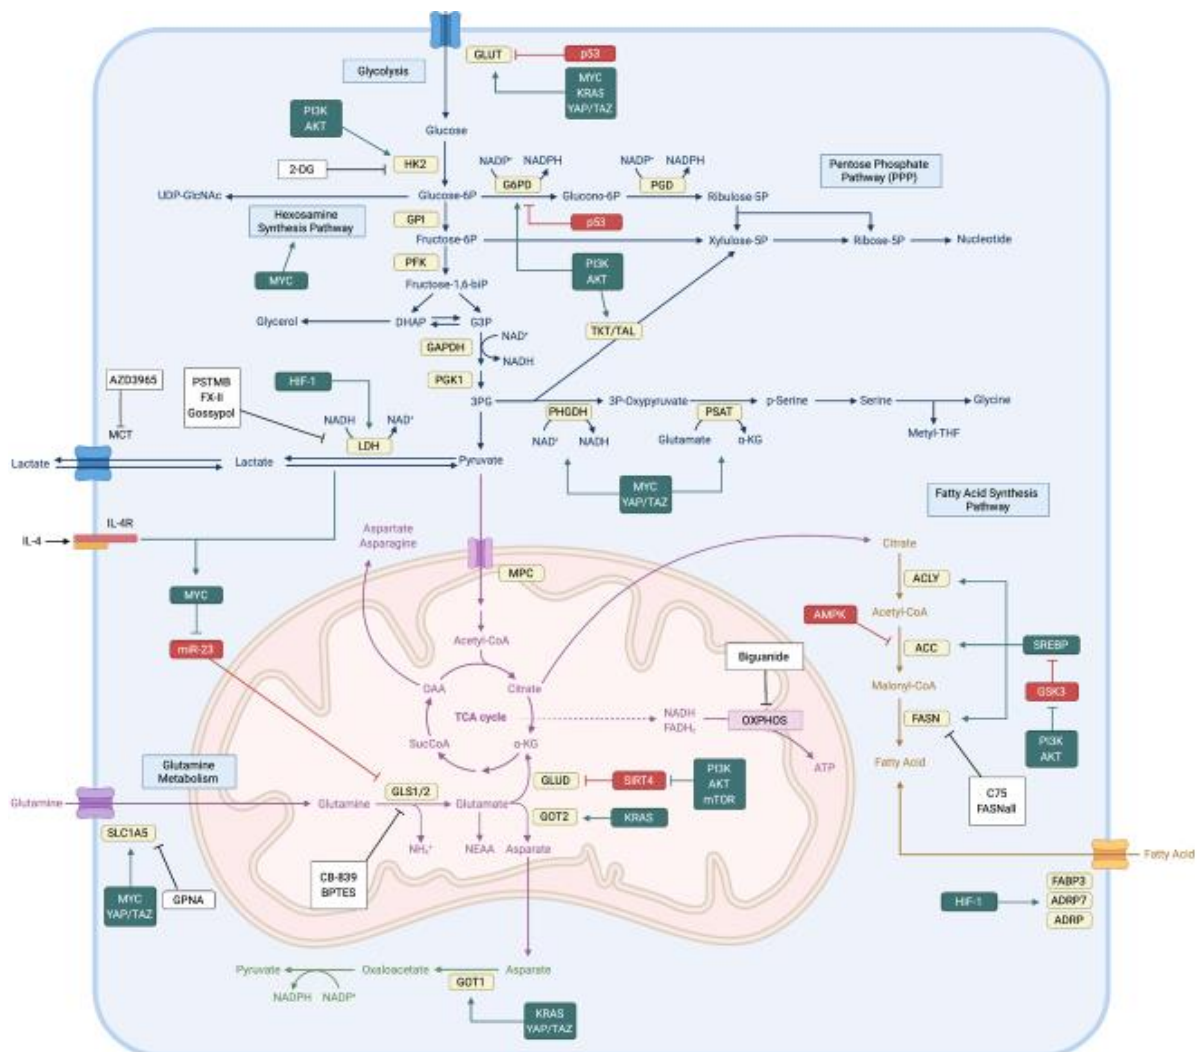 GLUT
p53
Glycolysis
MYC
KRAS
YAP/TAZ
PI3K
AKT
Glucose
2-DG
HK2
NADP⁺
NADPH
NADP⁺
NADPH
Pentose Phosphate
Pathway (PPP)
G6PD
PGD
UDP-GlcNAc
Glucose-6P
Glucono-6P
Ribulose-5P
Hexosamine
Synthesis Pathway
GPI
p53
Fructose-6P
Xylulose-5P
Ribose-5P
Nucleotide
PFK
PI3K
AKT
MYC
Fructose-1,6-biP
Glycerol
DHAP
G3P
TKT/TAL
NAD⁺
GAPDH
NADH
AZD3965
PSTMB
FX-II
Gossypol
HIF-1
PGK1
3PG
3P-Oxypyruvate
p-Serine
Serine
Glycine
NADH
NAD⁺
PHGDH
PSAT
MCT
LDH
NAD⁺
NADH
Glutamate
α-KG
Metyl-THF
Lactate
Lactate
Pyruvate
MYC
YAP/TAZ
Fatty Acid Synthesis
Pathway
IL-4R
IL-4
Aspartate
Asparagine
Citrate
MPC
ACLY
MYC
AMPK
Acetyl-CoA
miR-23
Acetyl-CoA
Biguanide
ACC
SREBP
OAA
Citrate
Malonyl-CoA
GSK3
TCA cycle
NADH
FADH₂
OXPHOS
FASN
SucCoA
α-KG
PI3K
AKT
Glutamine
Metabolism
GLUD
SIRT4
PI3K
AKT
mTOR
ATP
Fatty Acid
GLS1/2
C75
FASNall
Glutamine
Glutamine
Glutamate
GOT2
KRAS
SLC1A5
NH₄⁺
NEAA
Asparate
Fatty Acid
CB-839
BPTES
MYC
YAP/TAZ
GPNA
FABP3
HIF-1
ADRP7
ADRP
Pyruvate
Oxaloacetate
Asparate
GOT1
NADPH
NADP⁺
KRAS
YAP/TAZ